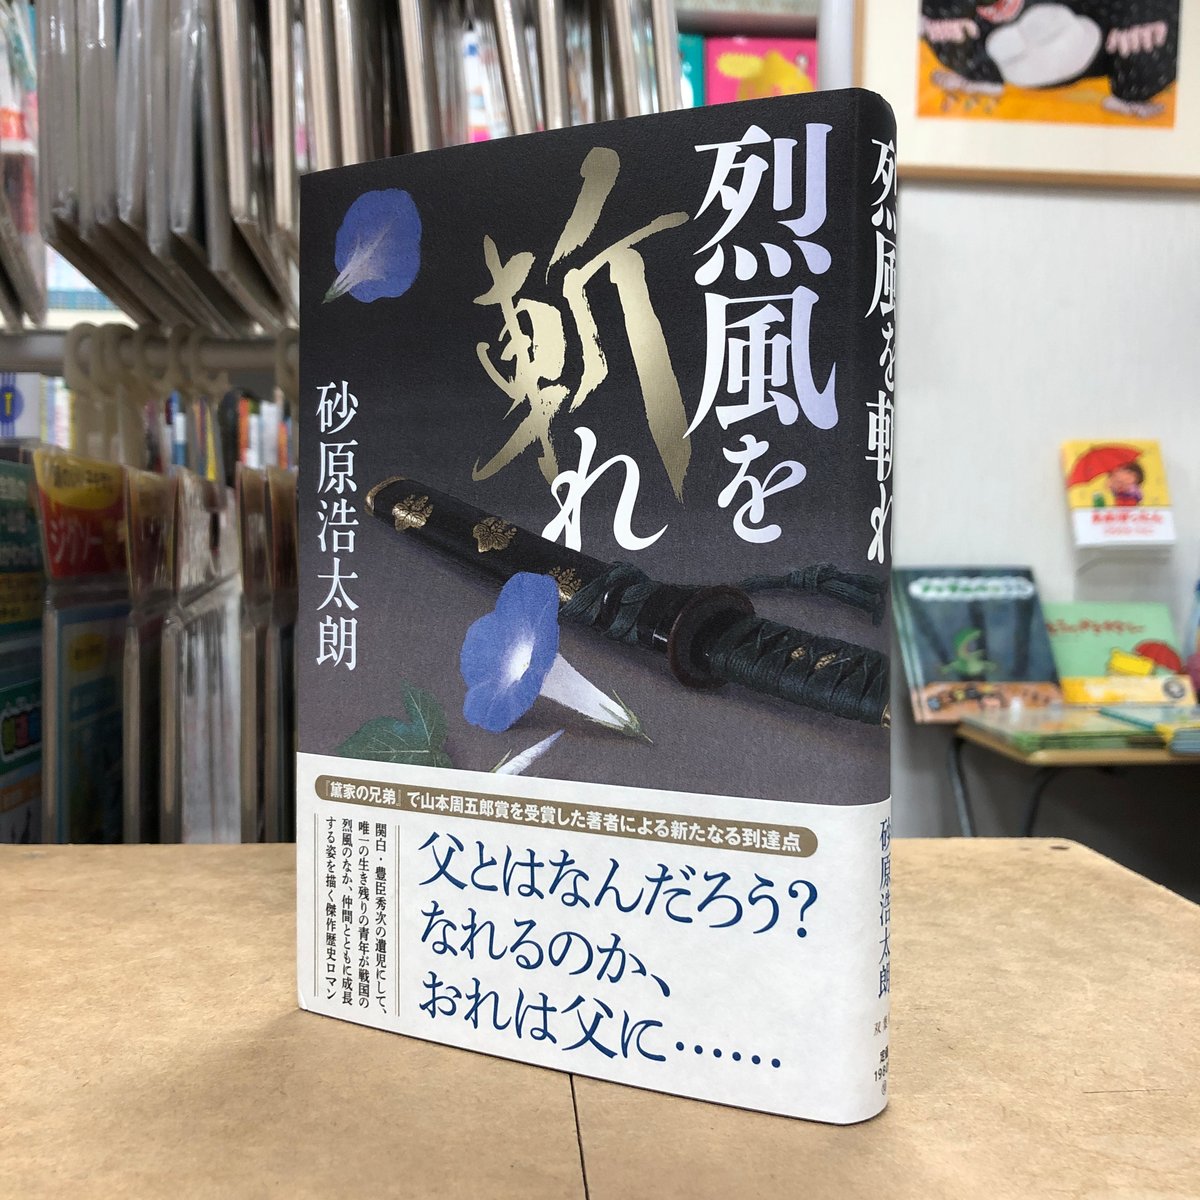 烈風を
斬れ
砂原浩太朗
『黛家の兄弟』で山本周五郎賞を受賞した著者による新たなる到達点
父とはなんだろう?
なれるのか、
おれは父に……
関白・豊臣秀次の遺児にして、
唯一の生き残りの青年が戦国の
烈風のなか、仲間とともに成長
する姿を描く傑作歴史ロマン
烈風を斬れ
砂原浩太朗